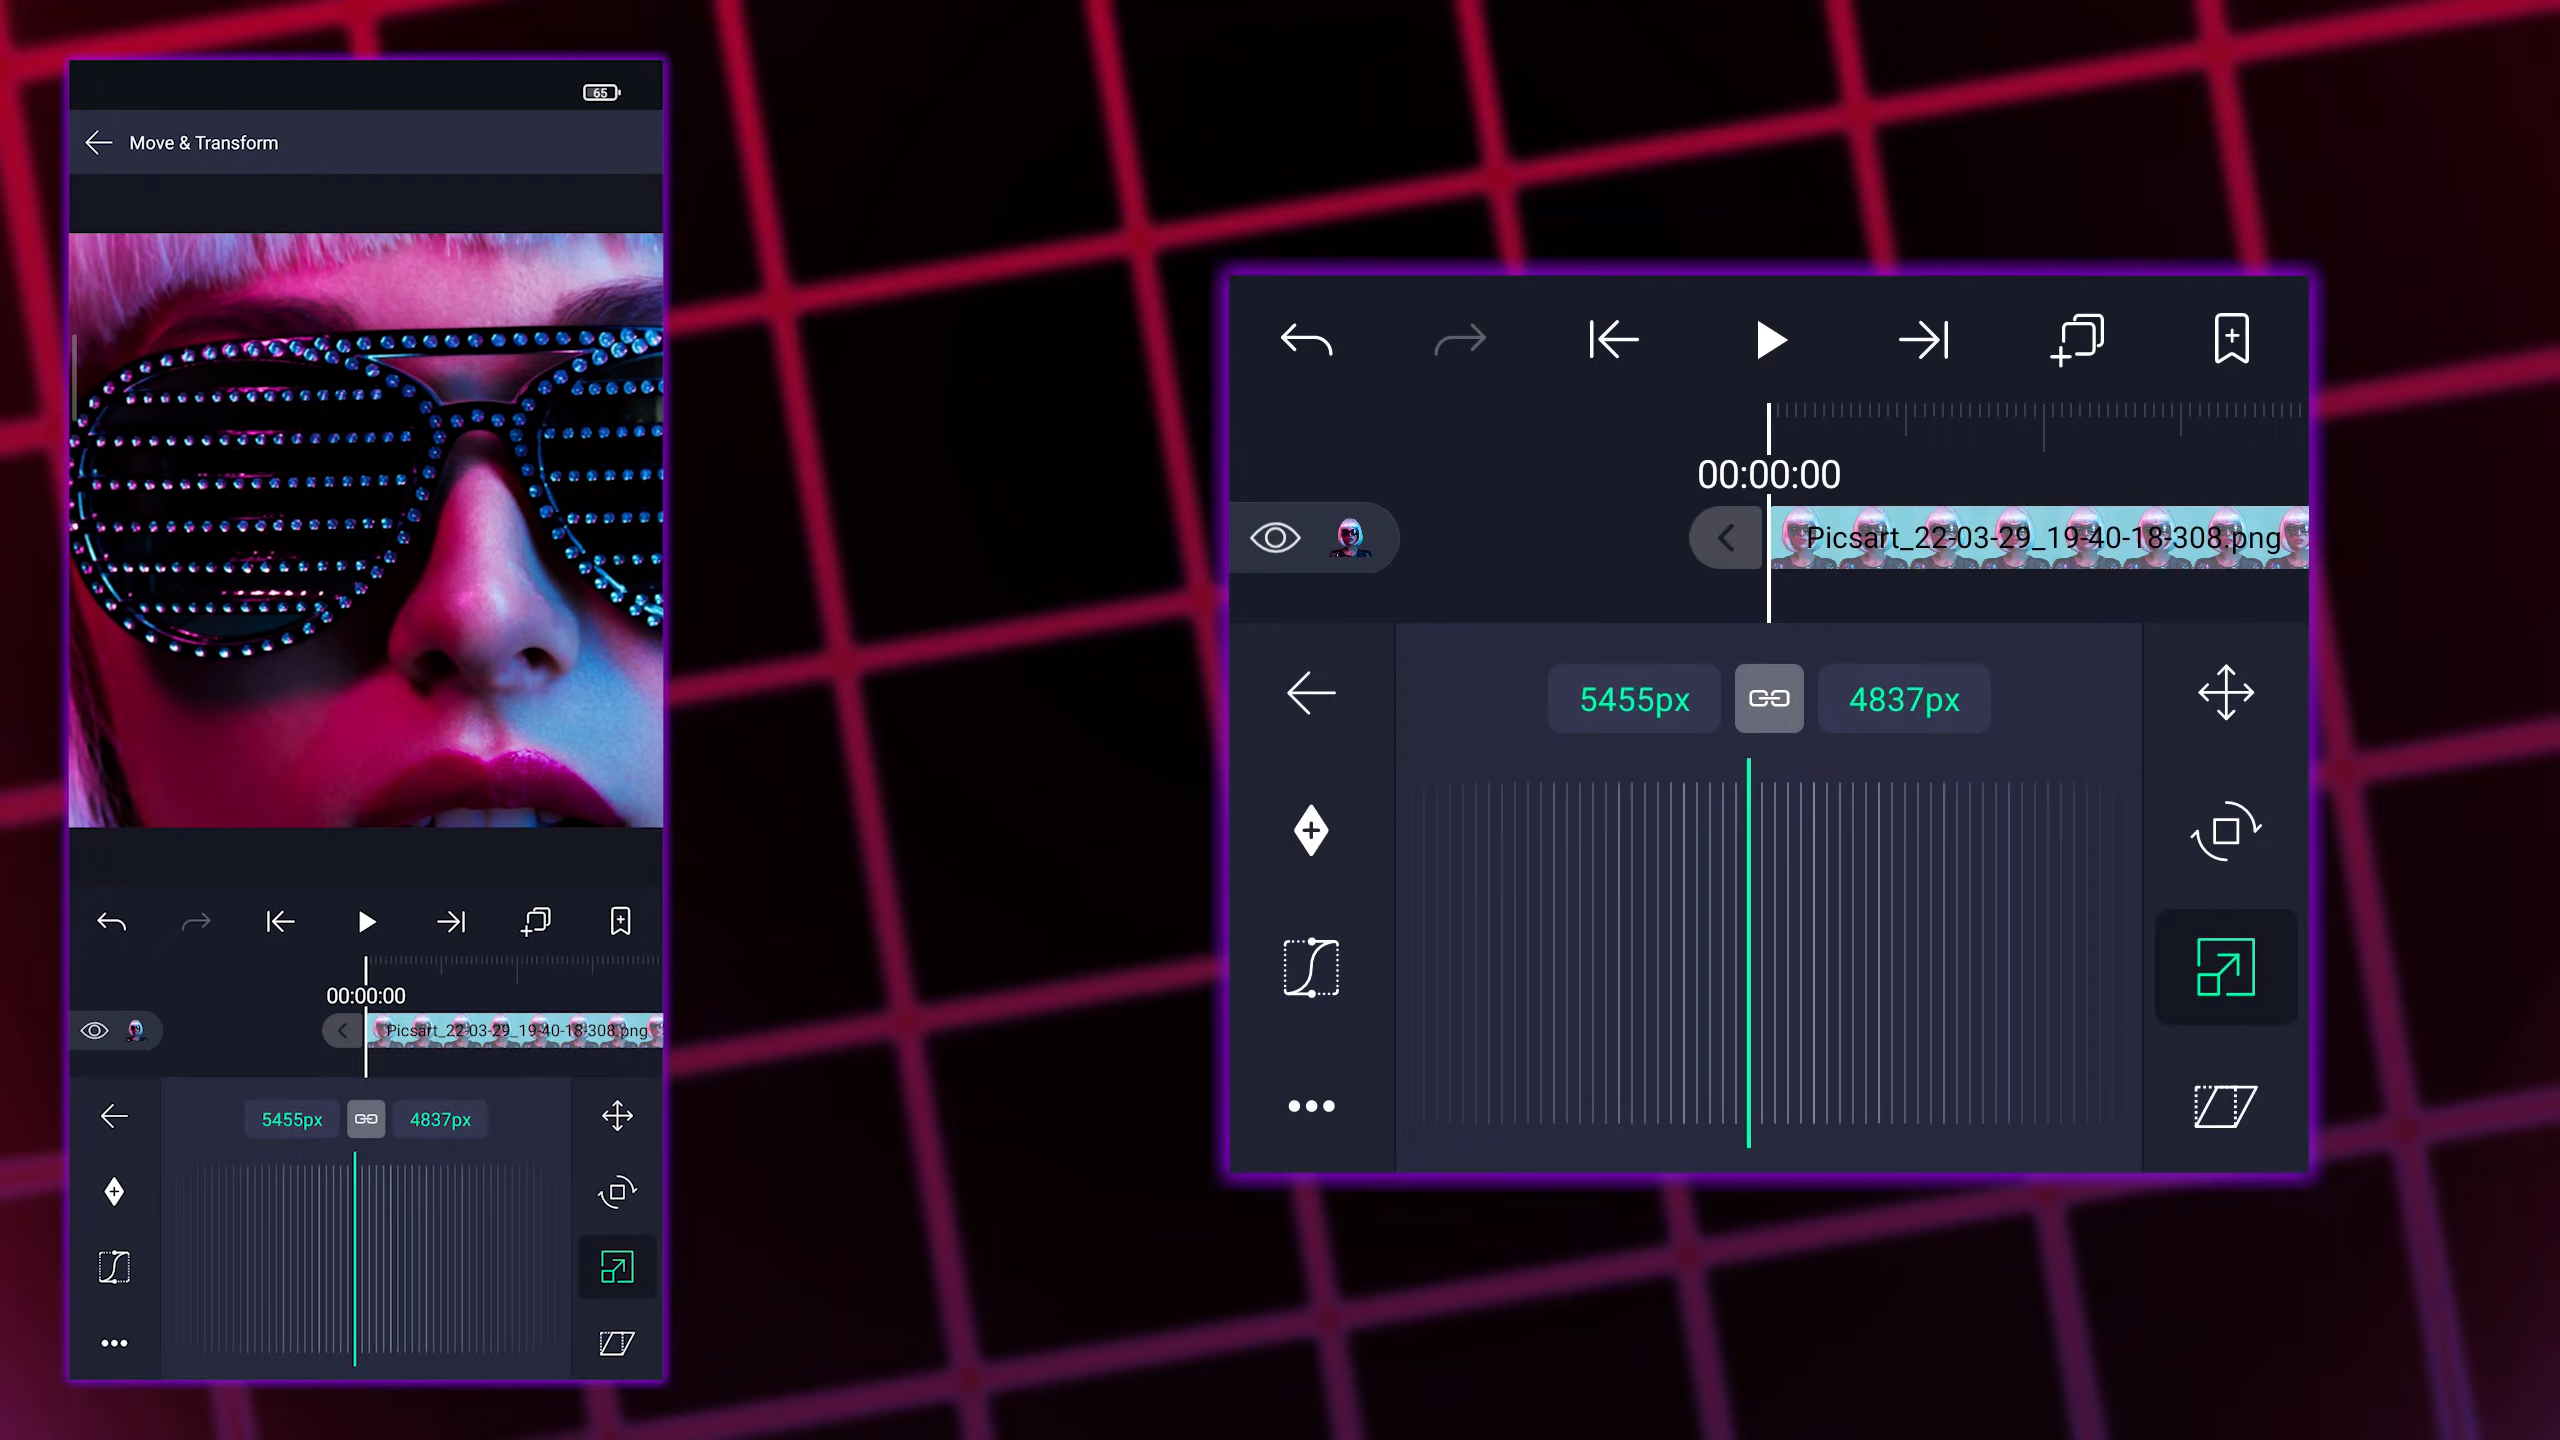 65
Move & Transform
00:00:00
Picsart_22-03-29_19-40-18-308.png
5455px
4837px
00:00:00
Picsart_22-03-29_19-40-18-308.png
5455px
4837px